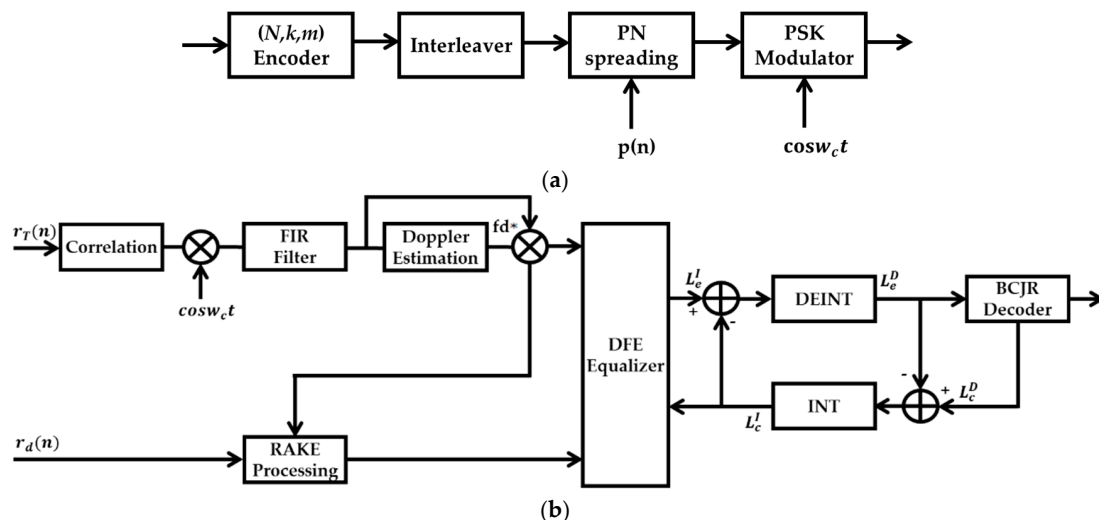 (N,k,m)
Encoder
Interleaver
PN
spreading
PSK
Modulator
p(n)
cosw_c t
(a)
r_T(n)
Correlation
cosw_c t
FIR
Filter
Doppler
Estimation
fd*
L_e^I
+
-
DEINT
L_e^D
BCJR
Decoder
DFE
Equalizer
-
+
L_c^D
INT
L_c^I
r_d(n)
RAKE
Processing
(b)